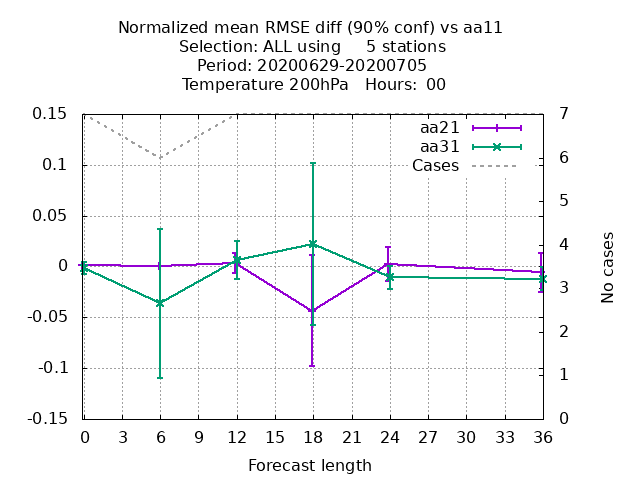 Normalized mean RMSE diff (90% conf) vs aa11
Selection: ALL using     5 stations
Period: 20200629-20200705
Temperature 200hPa   Hours:  00
0.15
0.1
0.05
0
-0.05
-0.1
-0.15
7
6
5
4
3
2
1
0
aa21
aa31
Cases
No cases
0 3 6 9 12 15 18 21 24 27 30 33 36
Forecast length